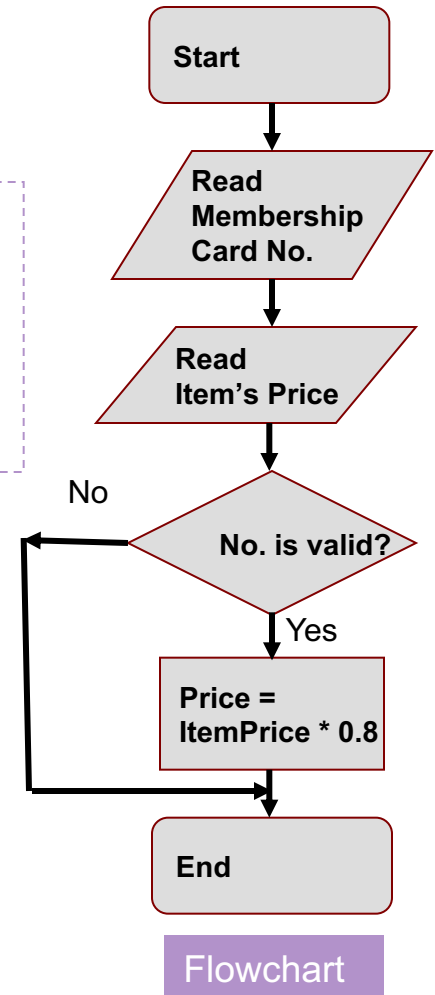 Start
Read
Membership
Card No.
Read
Item’s Price
No
No. is valid?
Yes
Price =
ItemPrice * 0.8
End
Flowchart